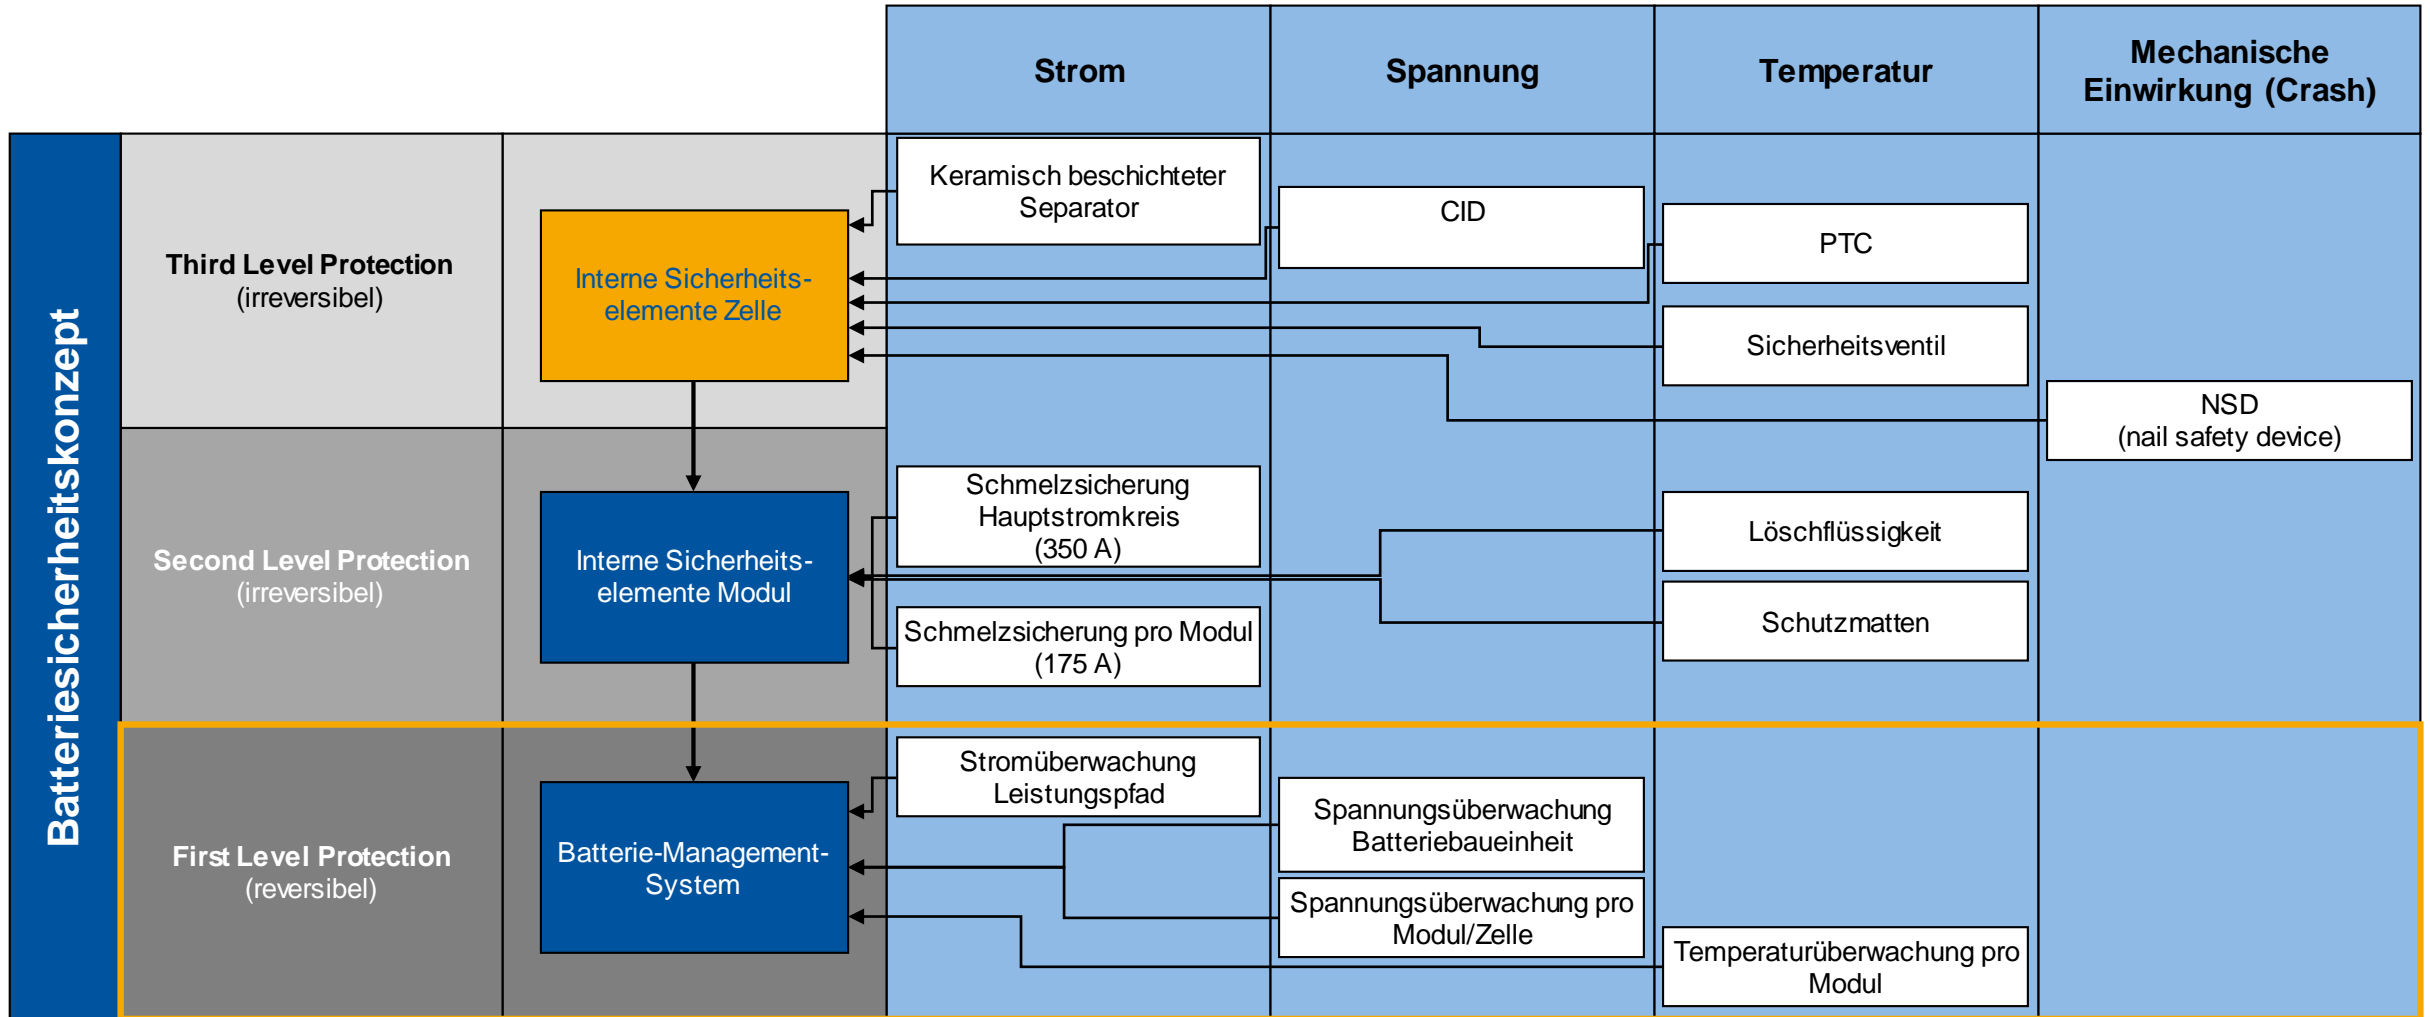 Strom
Spannung
Temperatur
Mechanische
Einwirkung (Crash)
Batteriesicherheitskonzept
Third Level Protection
(irreversibel)
Interne Sicherheits-
elemente Zelle
Keramisch beschichteter
Separator
CID
PTC
Sicherheitsventil
NSD
(nail safety device)
Second Level Protection
(irreversibel)
Interne Sicherheits-
elemente Modul
Schmelzsicherung
Hauptstromkreis
(350 A)
Schmelzsicherung pro Modul
(175 A)
Löschflüssigkeit
Schutzmatten
First Level Protection
(reversibel)
Batterie-Management-
System
Stromüberwachung
Leistungspfad
Spannungsüberwachung
Batteriebaueinheit
Spannungsüberwachung pro
Modul/Zelle
Temperaturüberwachung pro
Modul